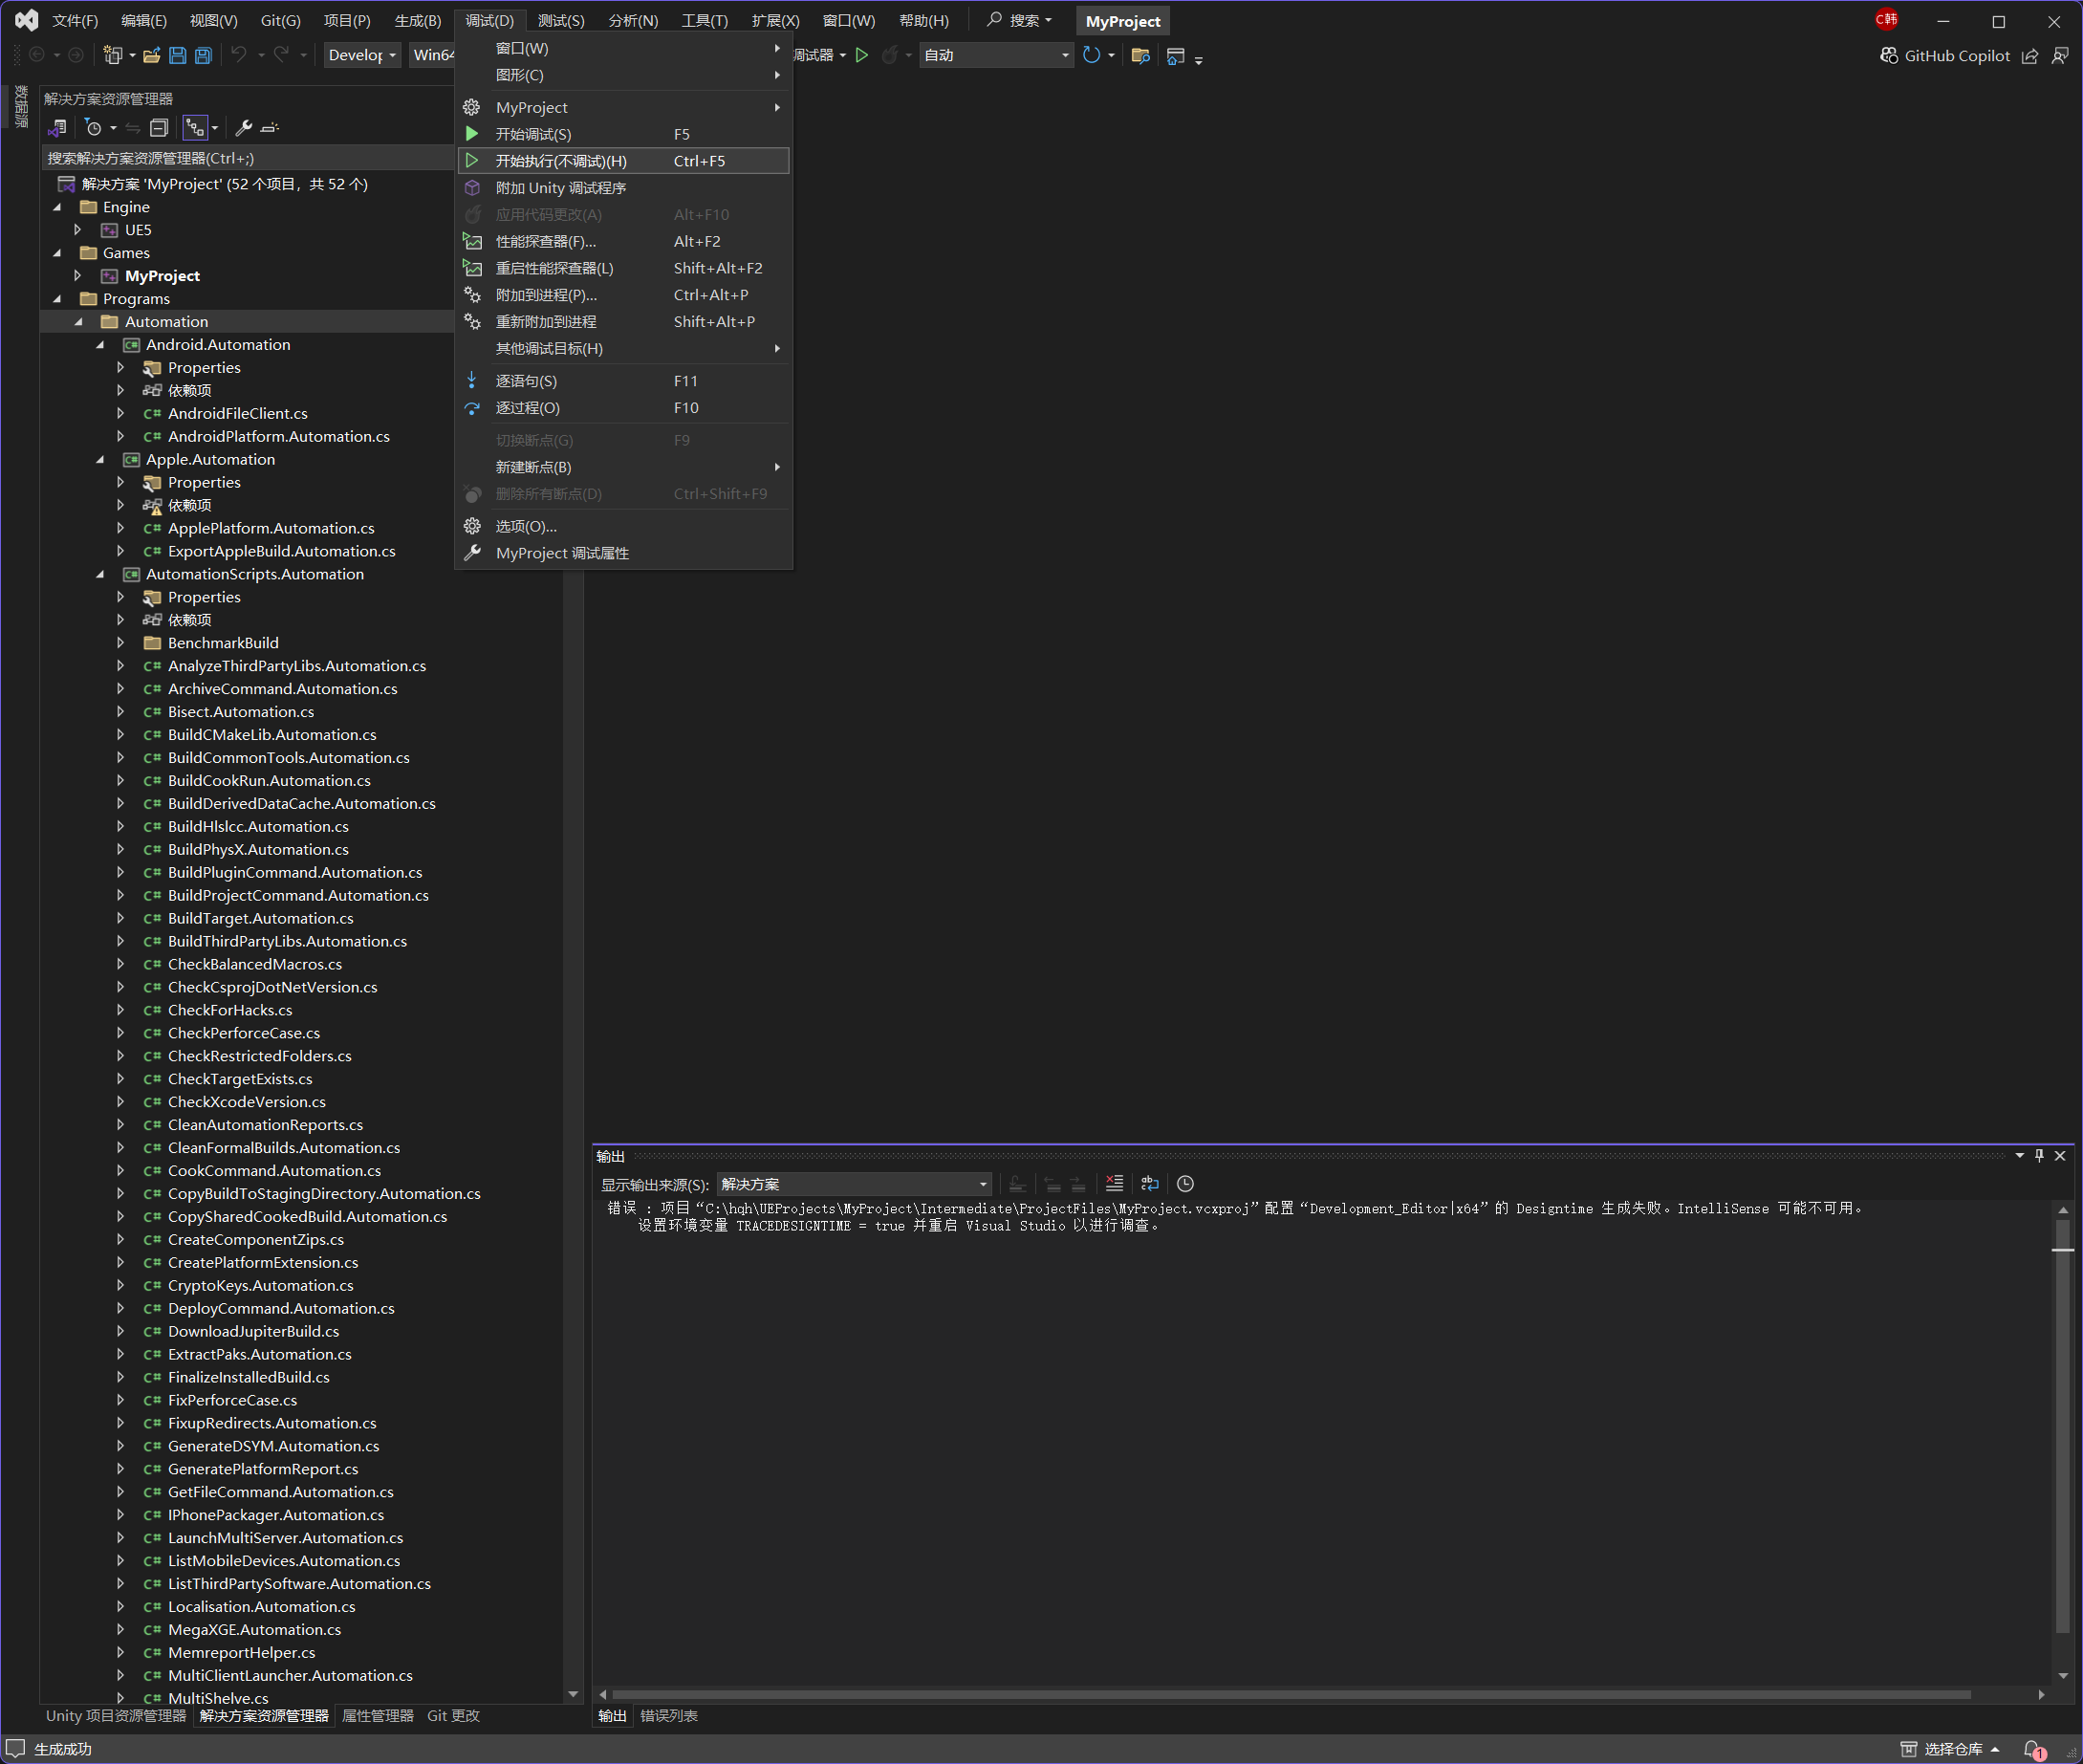 文件(F) 编辑(E) 视图(V) Git(G) 项目(P) 生成(B) 调试(D) 测试(S) 分析(N) 工具(T) 扩展(X) 窗口(W) 帮助(H) 搜索 MyProject C韩
Develop Win64 调试器 自动 GitHub Copilot
数据源
解决方案资源管理器
搜索解决方案资源管理器(Ctrl+;)
解决方案 'MyProject' (52 个项目，共 52 个)
Engine
UE5
Games
MyProject
Programs
Automation
Android.Automation
Properties
依赖项
AndroidFileClient.cs
AndroidPlatform.Automation.cs
Apple.Automation
Properties
依赖项
ApplePlatform.Automation.cs
ExportAppleBuild.Automation.cs
AutomationScripts.Automation
Properties
依赖项
BenchmarkBuild
AnalyzeThirdPartyLibs.Automation.cs
ArchiveCommand.Automation.cs
Bisect.Automation.cs
BuildCMakeLib.Automation.cs
BuildCommonTools.Automation.cs
BuildCookRun.Automation.cs
BuildDerivedDataCache.Automation.cs
BuildHlslcc.Automation.cs
BuildPhysX.Automation.cs
BuildPluginCommand.Automation.cs
BuildProjectCommand.Automation.cs
BuildTarget.Automation.cs
BuildThirdPartyLibs.Automation.cs
CheckBalancedMacros.cs
CheckCsprojDotNetVersion.cs
CheckForHacks.cs
CheckPerforceCase.cs
CheckRestrictedFolders.cs
CheckTargetExists.cs
CheckXcodeVersion.cs
CleanAutomationReports.cs
CleanFormalBuilds.Automation.cs
CookCommand.Automation.cs
CopyBuildToStagingDirectory.Automation.cs
CopySharedCookedBuild.Automation.cs
CreateComponentZips.cs
CreatePlatformExtension.cs
CryptoKeys.Automation.cs
DeployCommand.Automation.cs
DownloadJupiterBuild.cs
ExtractPaks.Automation.cs
FinalizeInstalledBuild.cs
FixPerforceCase.cs
FixupRedirects.Automation.cs
GenerateDSYM.Automation.cs
GeneratePlatformReport.cs
GetFileCommand.Automation.cs
IPhonePackager.Automation.cs
LaunchMultiServer.Automation.cs
ListMobileDevices.Automation.cs
ListThirdPartySoftware.Automation.cs
Localisation.Automation.cs
MegaXGE.Automation.cs
MemreportHelper.cs
MultiClientLauncher.Automation.cs
MultiShelve.cs
Unity 项目资源管理器 解决方案资源管理器 属性管理器 Git 更改
窗口(W)
图形(C)
MyProject
开始调试(S) F5
开始执行(不调试)(H) Ctrl+F5
附加 Unity 调试程序
应用代码更改(A) Alt+F10
性能探查器(F)... Alt+F2
重启性能探查器(L) Shift+Alt+F2
附加到进程(P)... Ctrl+Alt+P
重新附加到进程 Shift+Alt+P
其他调试目标(H)
逐语句(S) F11
逐过程(O) F10
切换断点(G) F9
新建断点(B)
删除所有断点(D) Ctrl+Shift+F9
选项(O)...
MyProject 调试属性
输出
显示输出来源(S): 解决方案
错误 : 项目“C:\hqh\UEProjects\MyProject\Intermediate\ProjectFiles\MyProject.vcxproj”配置“Development_Editor|x64”的 Designtime 生成失败。IntelliSense 可能不可用。
设置环境变量 TRACEDESIGNTIME = true 并重启 Visual Studio 以进行调查。
输出 错误列表
生成成功 选择仓库 1